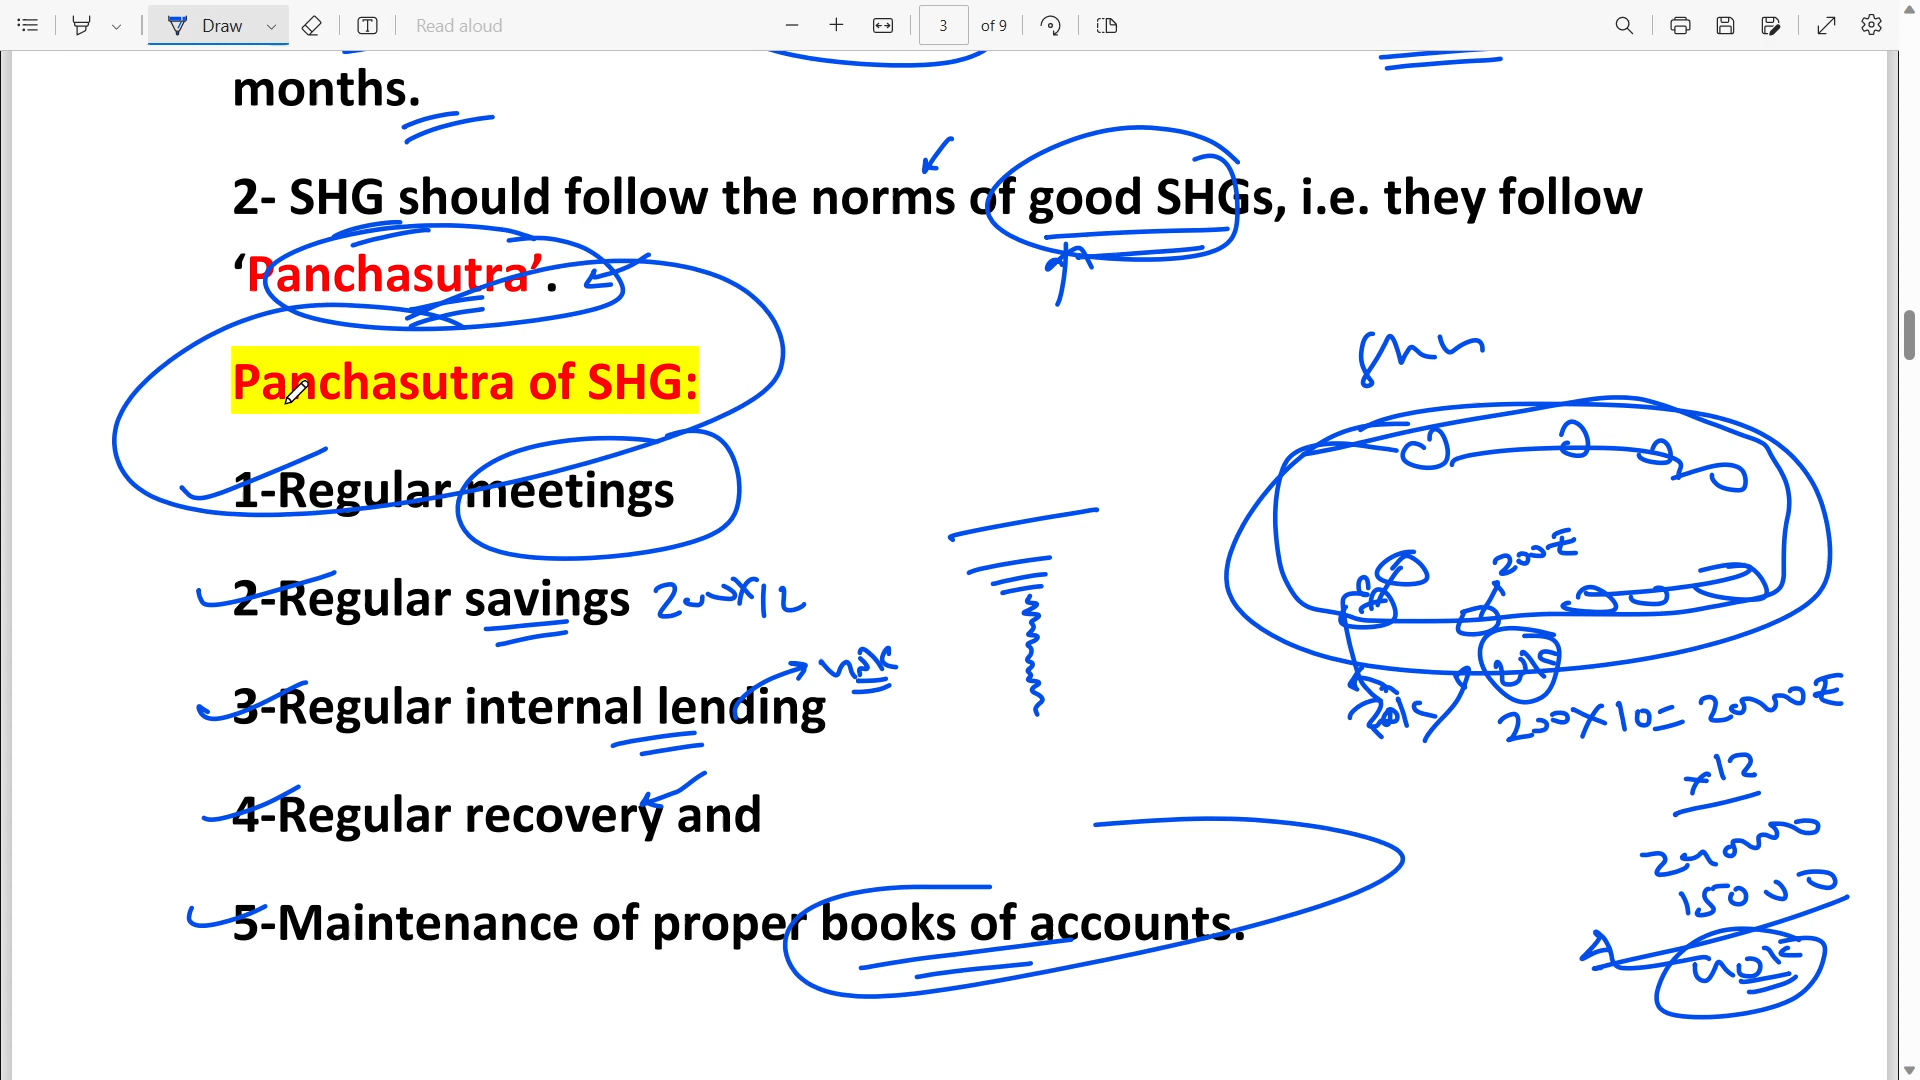 Draw
Read aloud
3 of 9
months.
2- SHG should follow the norms of good SHGs, i.e. they follow
‘Panchasutra’.
Panchasutra of SHG:
1-Regular meetings
2-Regular savings 200x12
200₹
3-Regular internal lending
200x10=2000₹
x12
4-Regular recovery and
24000
15000
5-Maintenance of proper books of accounts.
40K